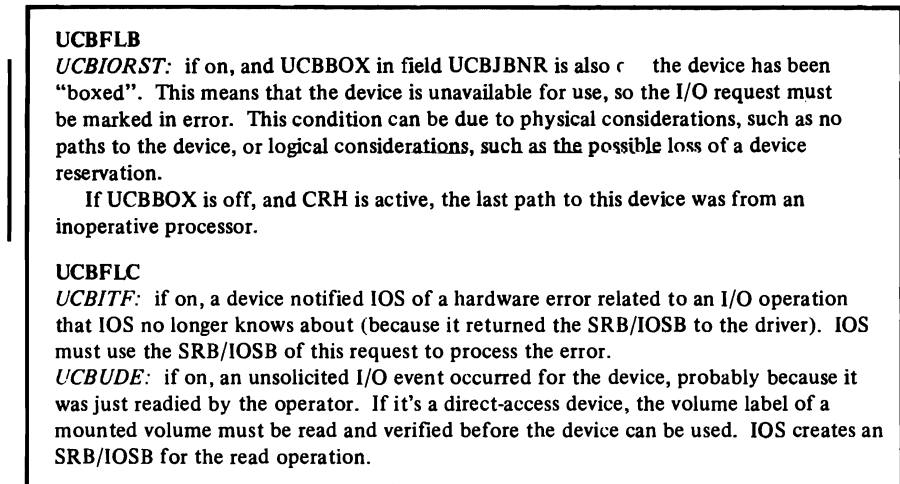 UCBFLB
UCBIORST: if on, and UCBBOX in field UCBJBNR is also the device has been
“boxed”. This means that the device is unavailable for use, so the I/O request must
be marked in error. This condition can be due to physical considerations, such as no
paths to the device, or logical considerations, such as the possible loss of a device
reservation.
If UCBBOX is off, and CRH is active, the last path to this device was from an
inoperative processor.
UCBFLC
UCBITF: if on, a device notified IOS of a hardware error related to an I/O operation
that IOS no longer knows about (because it returned the SRB/IOSB to the driver). IOS
must use the SRB/IOSB of this request to process the error.
UCBUDE: if on, an unsolicited I/O event occurred for the device, probably because it
was just readied by the operator. If it's a direct-access device, the volume label of a
mounted volume must be read and verified before the device can be used. IOS creates an
SRB/IOSB for the read operation.